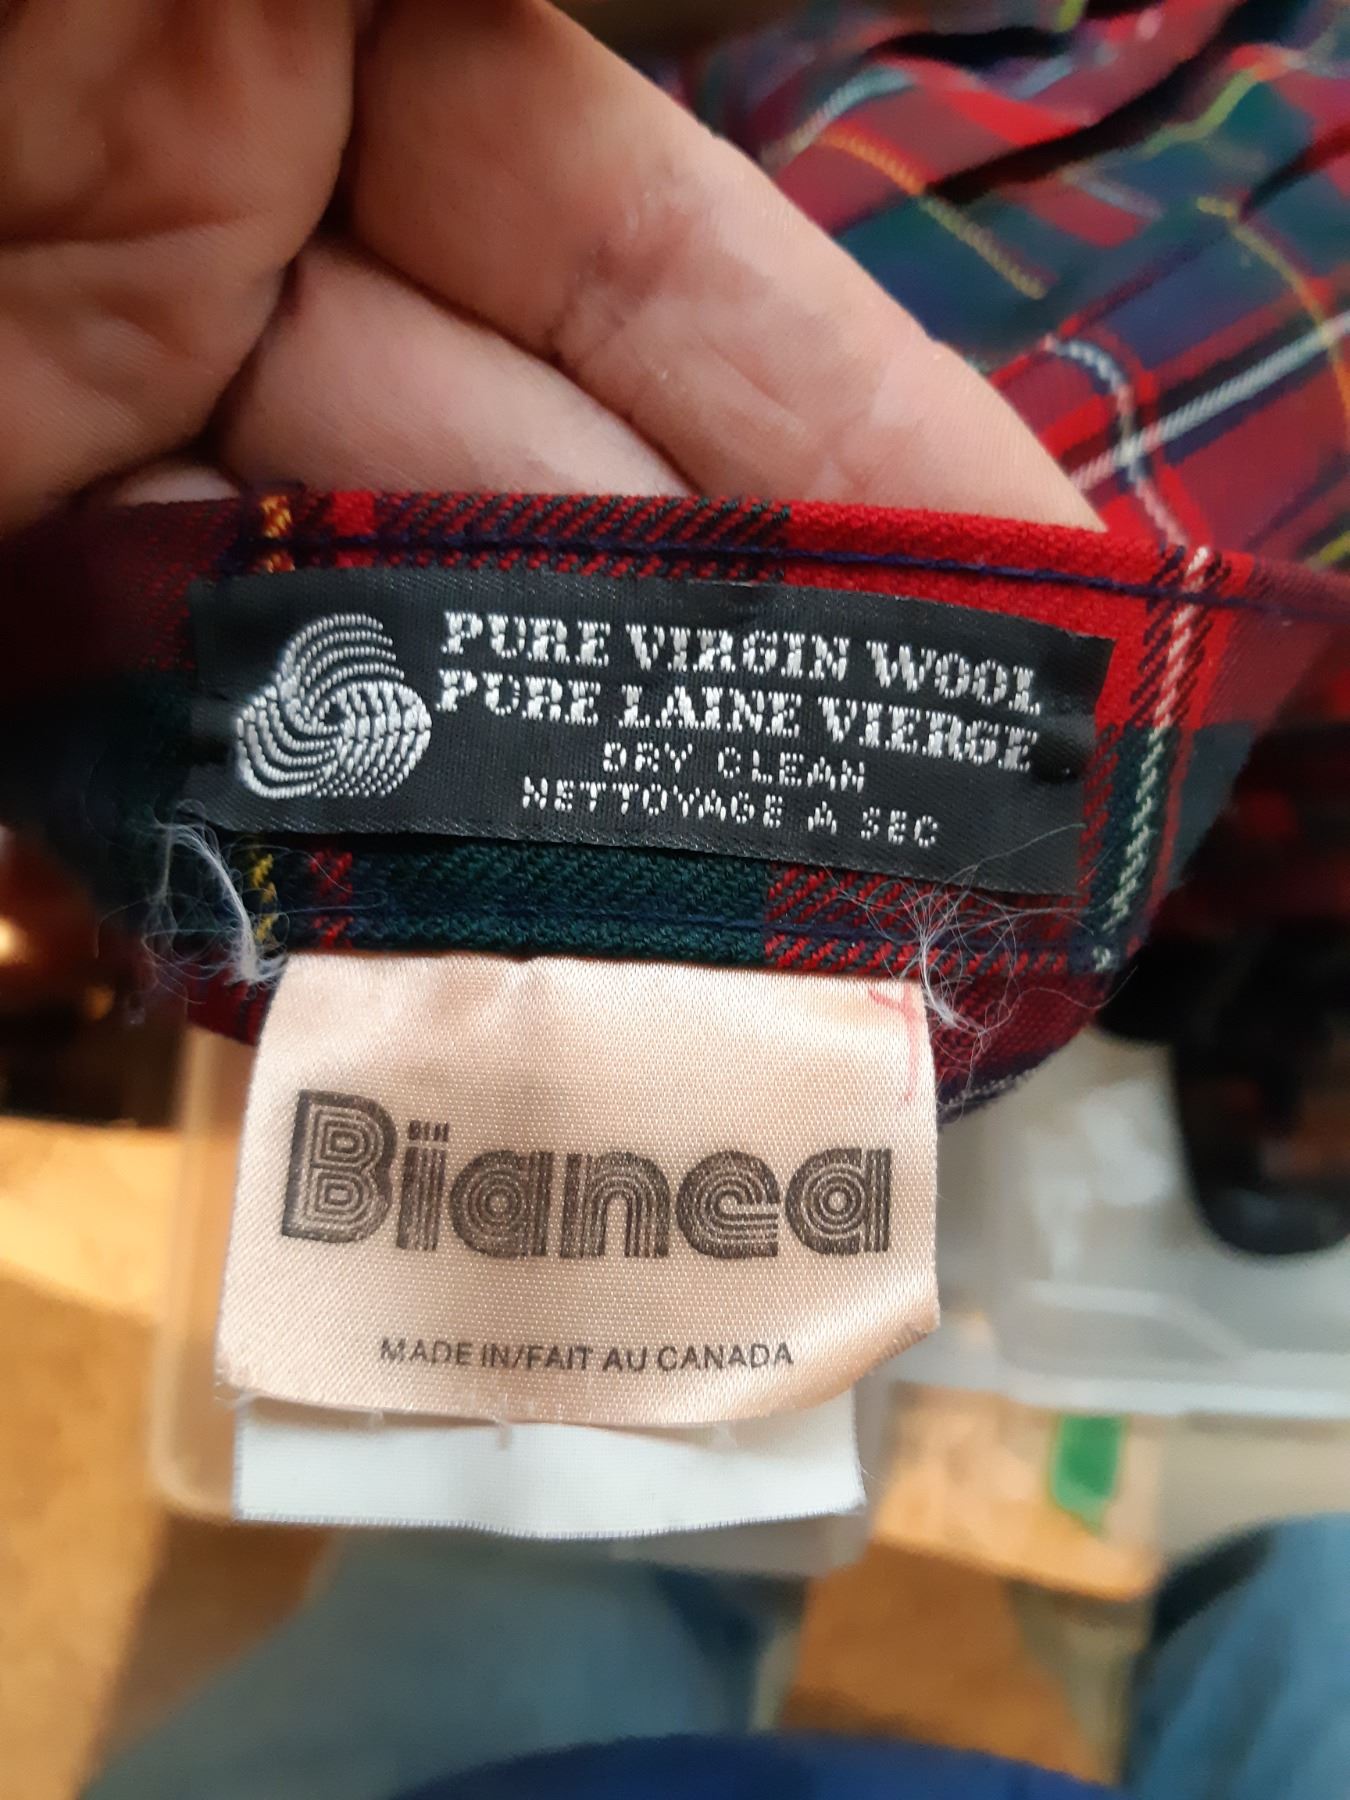 PURE VIRGIN WOOL
PURE LAINE VIERGE
DRY CLEAN
NETTOYAGE A SEC
Bianca
MADE IN/FAIT AU CANADA